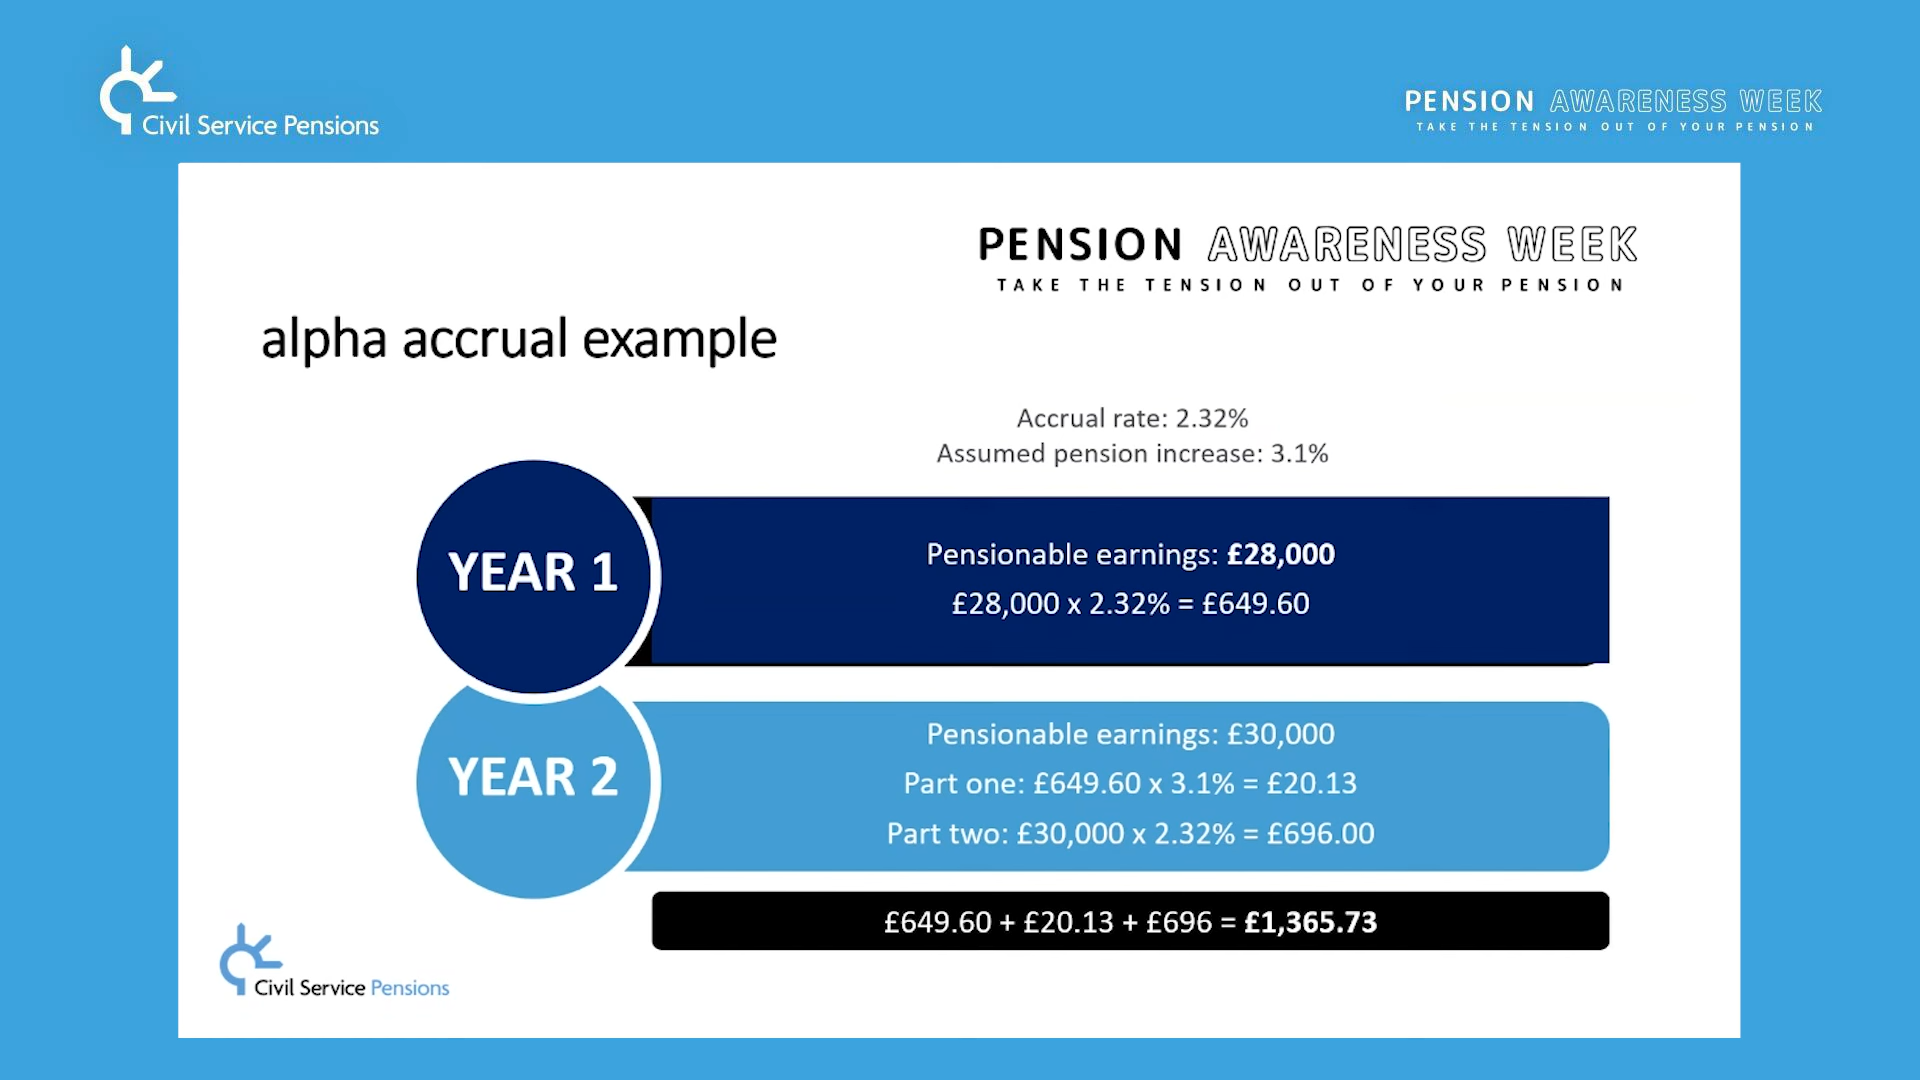 Civil Service Pensions
PENSION AWARENESS WEEK
TAKE THE TENSION OUT OF YOUR PENSION
PENSION AWARENESS WEEK
TAKE THE TENSION OUT OF YOUR PENSION
alpha accrual example
Accrual rate: 2.32%
Assumed pension increase: 3.1%
YEAR 1
Pensionable earnings: £28,000
£28,000 x 2.32% = £649.60
YEAR 2
Pensionable earnings: £30,000
Part one: £649.60 x 3.1% = £20.13
Part two: £30,000 x 2.32% = £696.00
£649.60 + £20.13 + £696 = £1,365.73
Civil Service Pensions